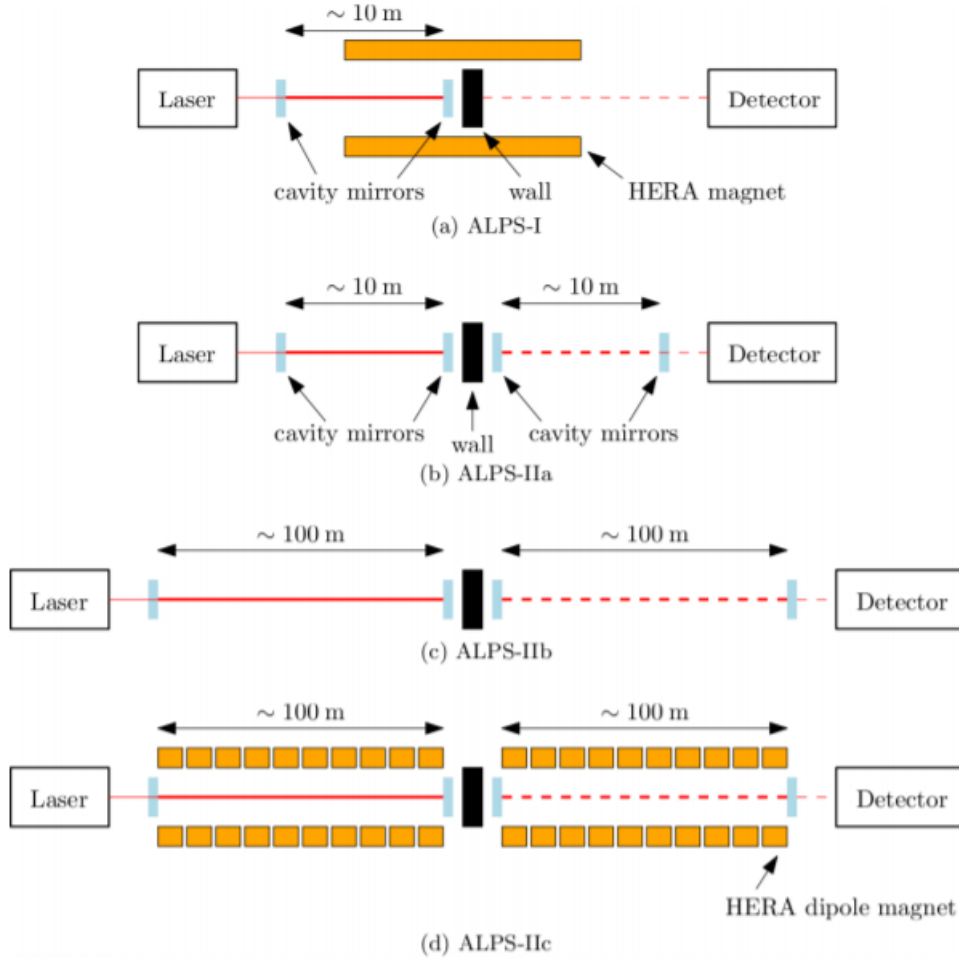 ~ 10 m
Laser
Detector
cavity mirrors
wall
HERA magnet
(a) ALPS-I
~ 10 m
~ 10 m
Laser
Detector
cavity mirrors
wall
cavity mirrors
(b) ALPS-IIa
~ 100 m
~ 100 m
Laser
Detector
(c) ALPS-IIb
~ 100 m
~ 100 m
Laser
Detector
HERA dipole magnet
(d) ALPS-IIc